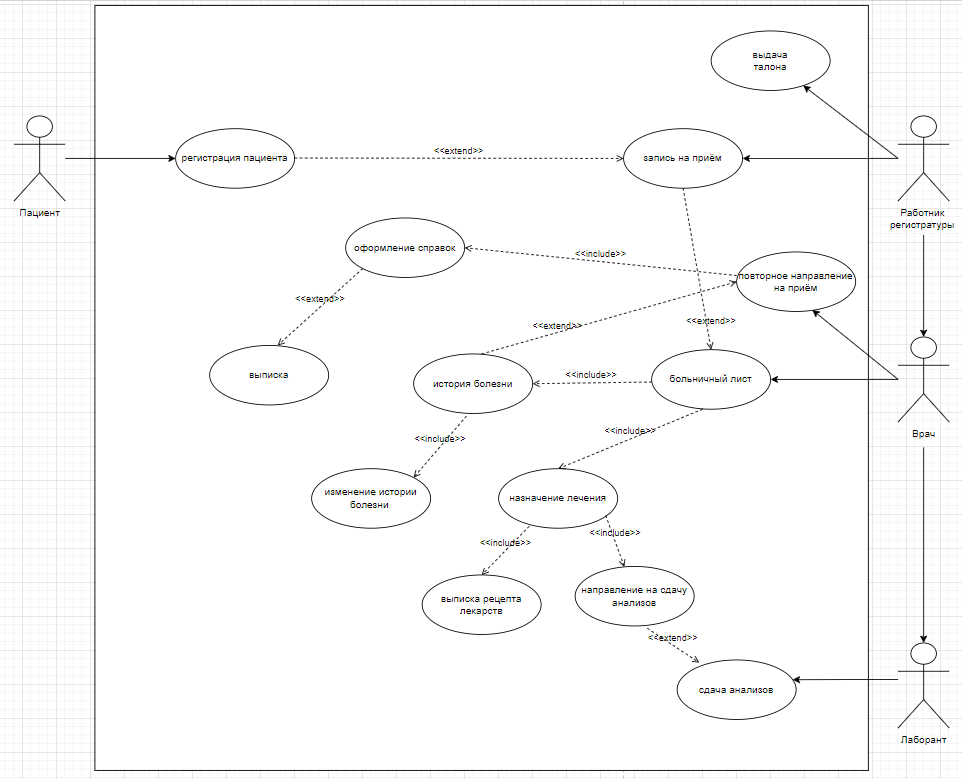 выдача
талона
<<extend>>
регистрация пациента
запись на приём
Пациент
Работник
регистратуры
оформление справок
<<include>>
повторное направление
на приём
<<extend>>
<<extend>>
<<extend>>
выписка
история болезни
<<include>>
больничный лист
Врач
<<include>>
<<include>>
изменение истории
болезни
назначение лечения
<<include>>
<<include>>
выписка рецепта
лекарств
направление на сдачу
анализов
<<extend>>
сдача анализов
Лаборант